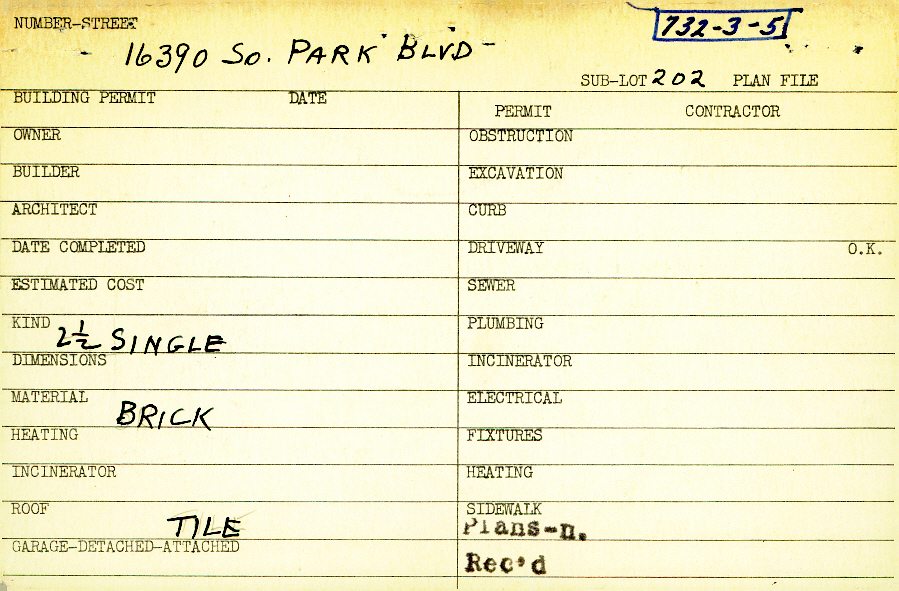 NUMBER-STREET
732-3-5
16390 So. PARK BLVD
SUB-LOT 202 PLAN FILE
BUILDING PERMIT DATE
PERMIT CONTRACTOR
OWNER
OBSTRUCTION
BUILDER
EXCAVATION
ARCHITECT
CURB
DATE COMPLETED
DRIVEWAY O.K.
ESTIMATED COST
SEWER
KIND 2½ SINGLE
PLUMBING
DIMENSIONS
INCINERATOR
MATERIAL BRICK
ELECTRICAL
HEATING
FIXTURES
INCINERATOR
HEATING
ROOF TILE
SIDEWALK
Plans-n.
GARAGE-DETACHED-ATTACHED
Rec'd